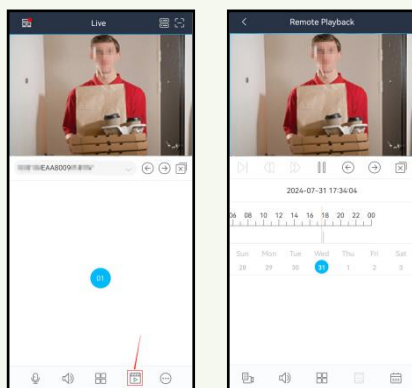 Live
EAA8009
01
Remote Playback
2024-07-31 17:34:04
06 08 10 12 14 16 18 20 22 00
Sun Mon Tue Wed Thu Fri Sat
28 29 30 31 1 2 3